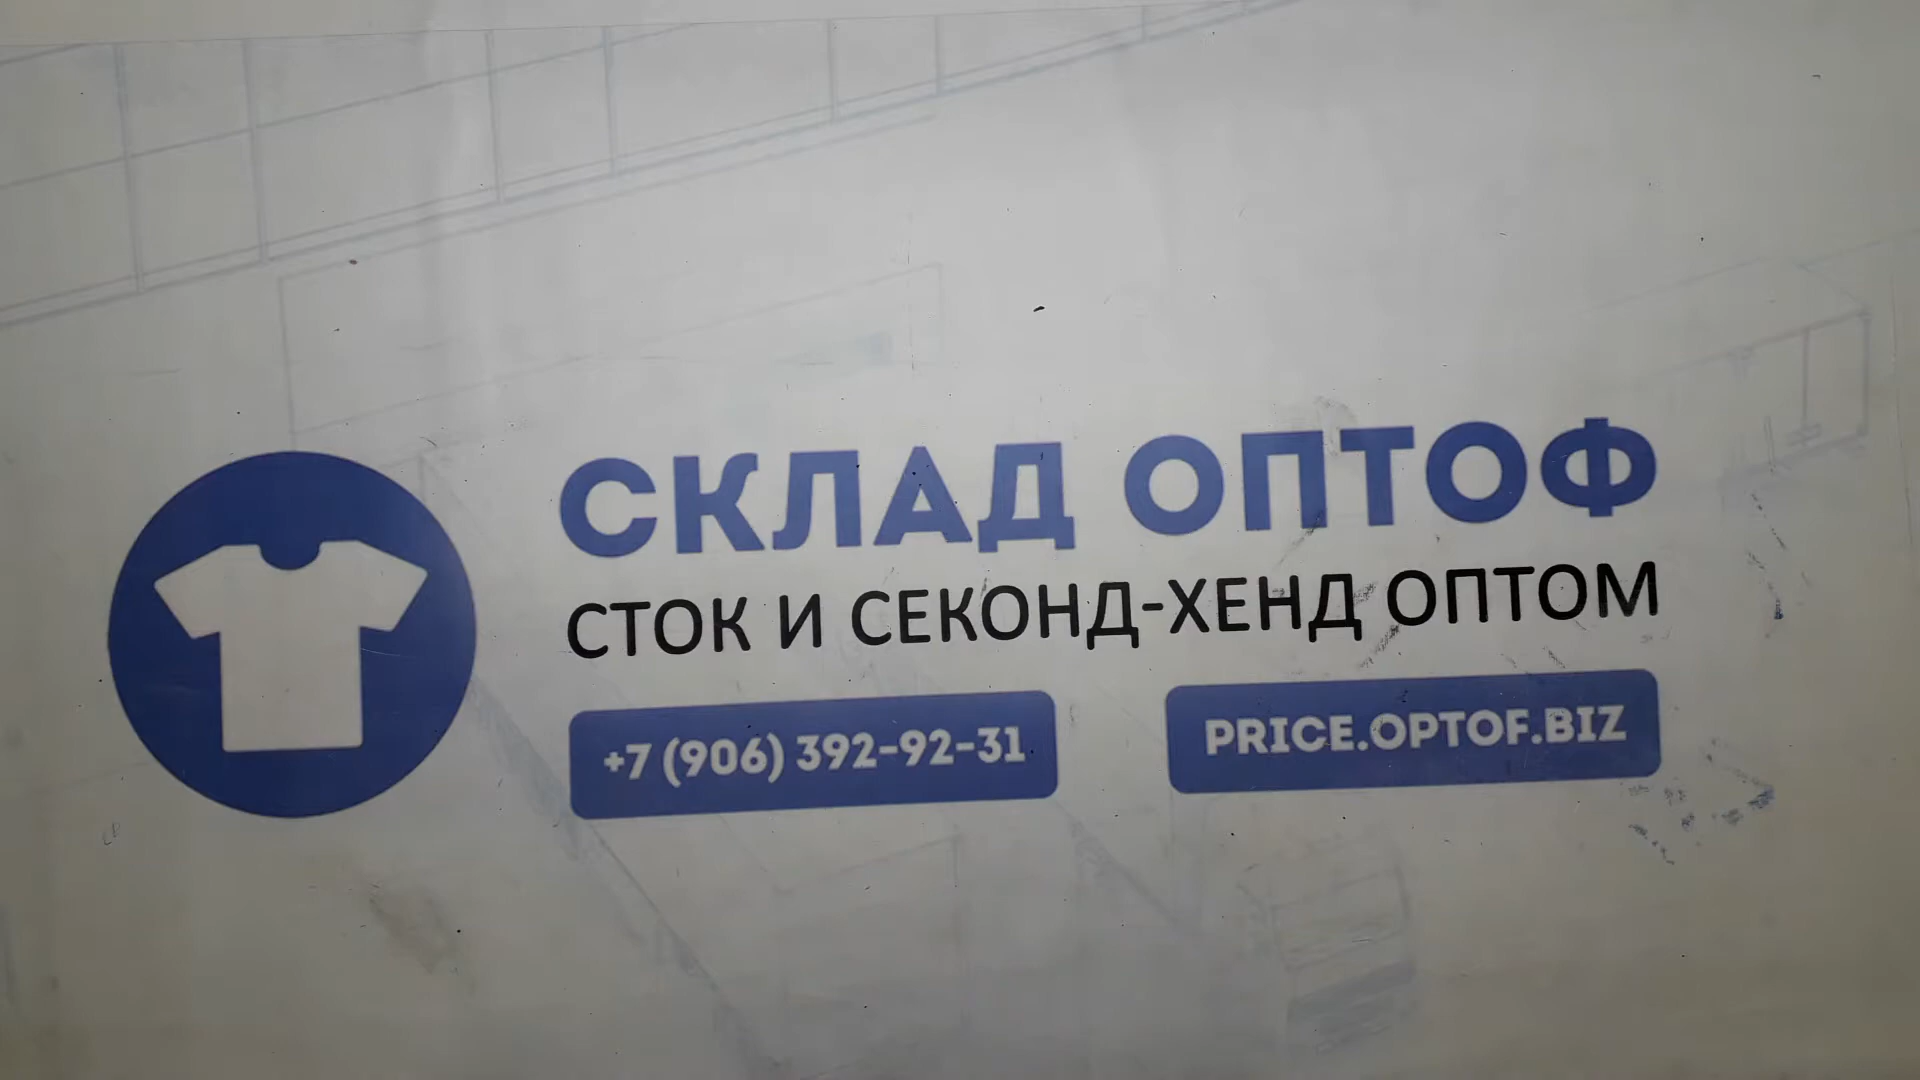 СКЛАД ОПТОФ
СТОК И СЕКОНД-ХЕНД ОПТОМ
+7 (906) 392-92-31
PRICE.OPTOF.BIZ